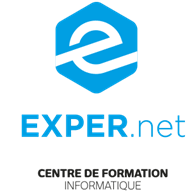 e
EXPER.net
CENTRE DE FORMATION
INFORMATIQUE